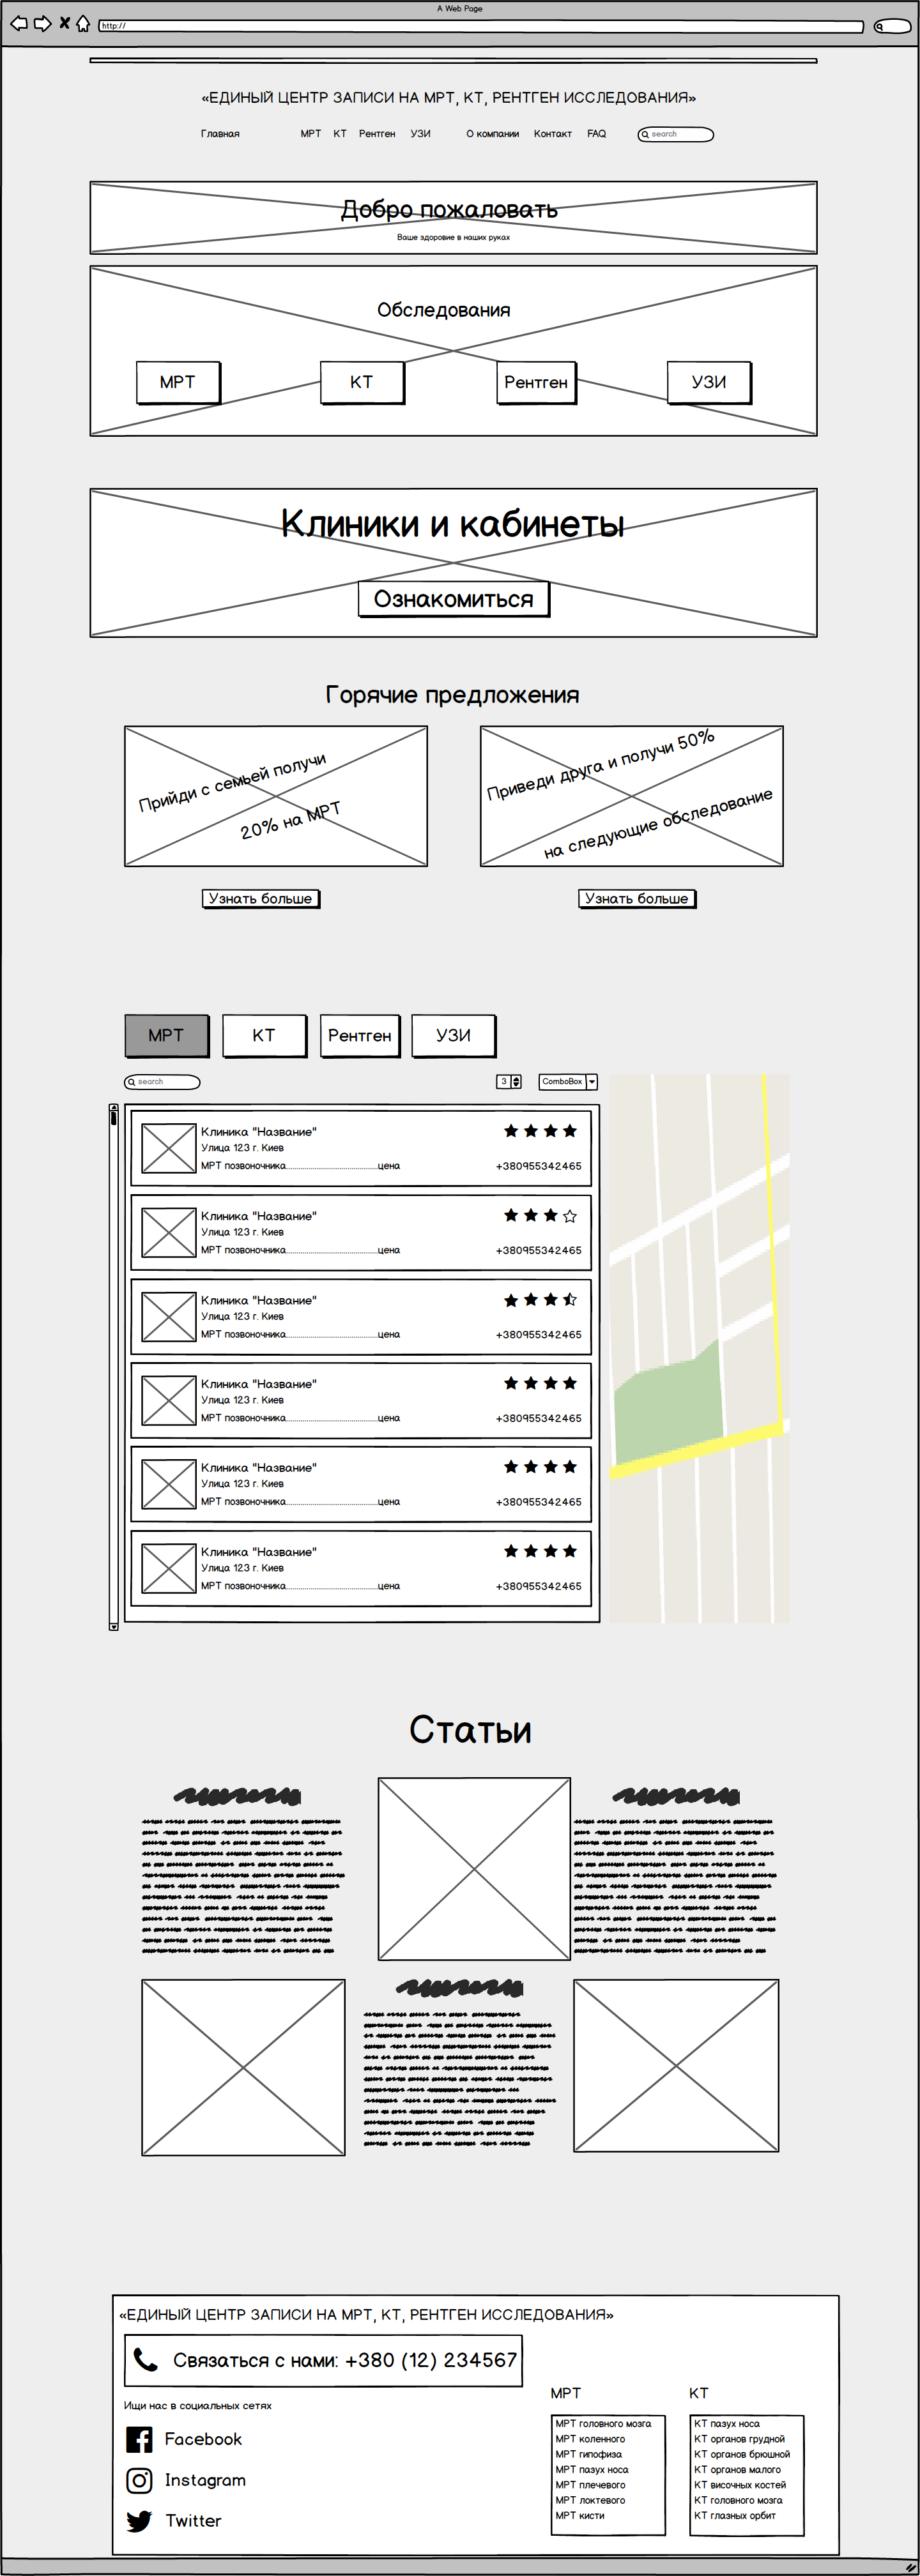 A Web Page
http://
«ЕДИНЫЙ ЦЕНТР ЗАПИСИ НА МРТ, КТ, РЕНТГЕН ИССЛЕДОВАНИЯ»
Главная МРТ КТ Рентген УЗИ О компании Контакт FAQ search
Добро пожаловать
Ваше здоровие в наших руках
Обследования
МРТ КТ Рентген УЗИ
Клиники и кабинеты
Ознакомиться
Горячие предложения
Прийди с семьей получи
20% на МРТ
Приведи друга и получи 50%
на следующие обследование
Узнать больше Узнать больше
МРТ КТ Рентген УЗИ
search 3 ComboBox
Клиника "Название"
Улица 123 г. Киев
МРТ позвоночника............................................цена +380955342465
Клиника "Название"
Улица 123 г. Киев
МРТ позвоночника............................................цена +380955342465
Клиника "Название"
Улица 123 г. Киев
МРТ позвоночника............................................цена +380955342465
Клиника "Название"
Улица 123 г. Киев
МРТ позвоночника............................................цена +380955342465
Клиника "Название"
Улица 123 г. Киев
МРТ позвоночника............................................цена +380955342465
Клиника "Название"
Улица 123 г. Киев
МРТ позвоночника............................................цена +380955342465
Статьи
«ЕДИНЫЙ ЦЕНТР ЗАПИСИ НА МРТ, КТ, РЕНТГЕН ИССЛЕДОВАНИЯ»
Связаться с нами: +380 (12) 234567
Ищи нас в социальных сетях
Facebook
Instagram
Twitter
МРТ
МРТ головного мозга
МРТ коленного
МРТ гипофиза
МРТ пазух носа
МРТ плечевого
МРТ локтевого
МРТ кисти
КТ
КТ пазух носа
КТ органов грудной
КТ органов брюшной
КТ органов малого
КТ височных костей
КТ головного мозга
КТ глазных орбит